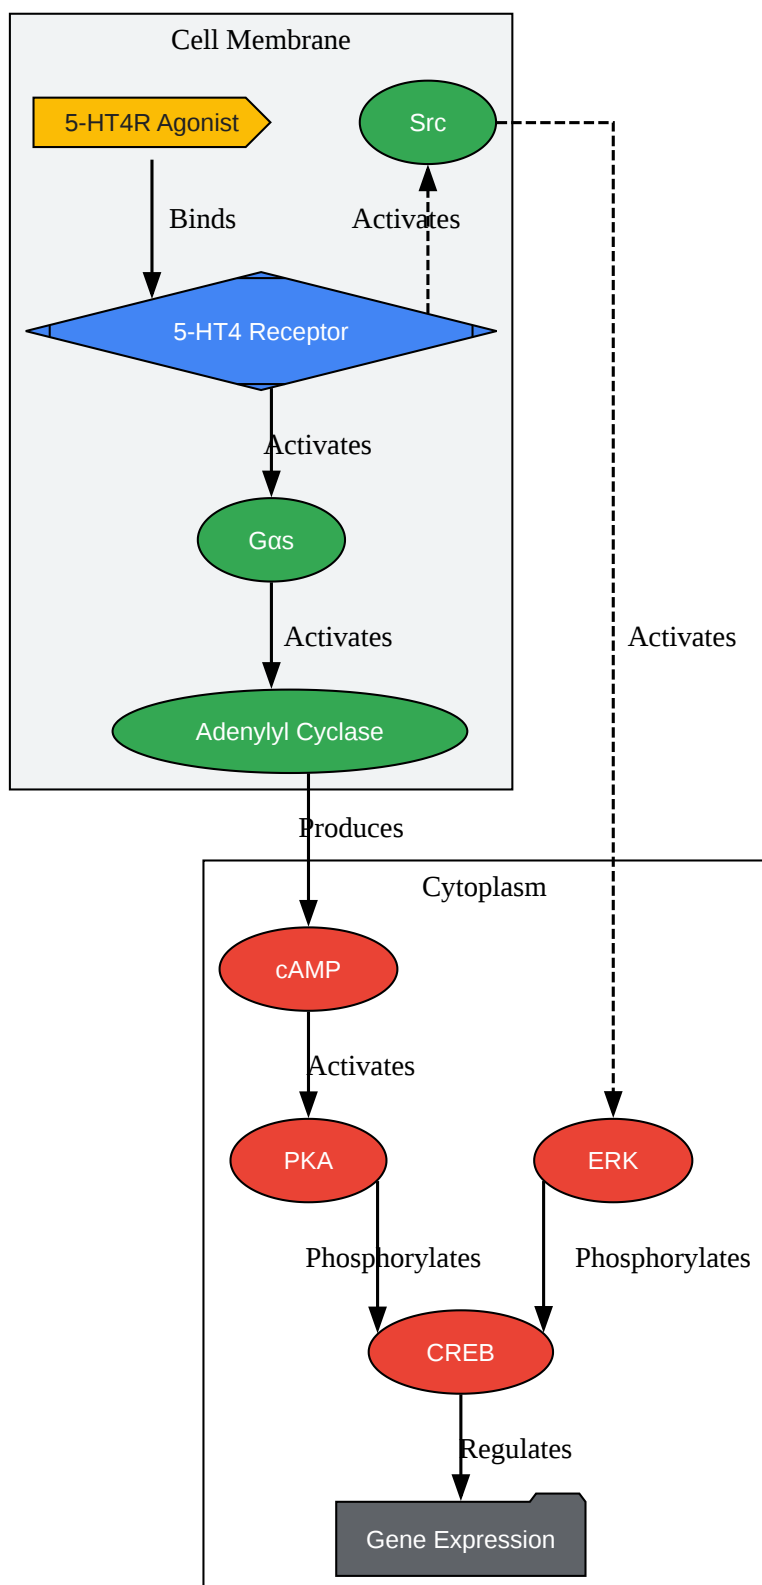 Cell Membrane
5-HT4R Agonist
Src
Binds
Activates
5-HT4 Receptor
Activates
Gαs
Activates
Activates
Adenylyl Cyclase
Produces
Cytoplasm
cAMP
Activates
PKA
ERK
Phosphorylates
Phosphorylates
CREB
Regulates
Gene Expression